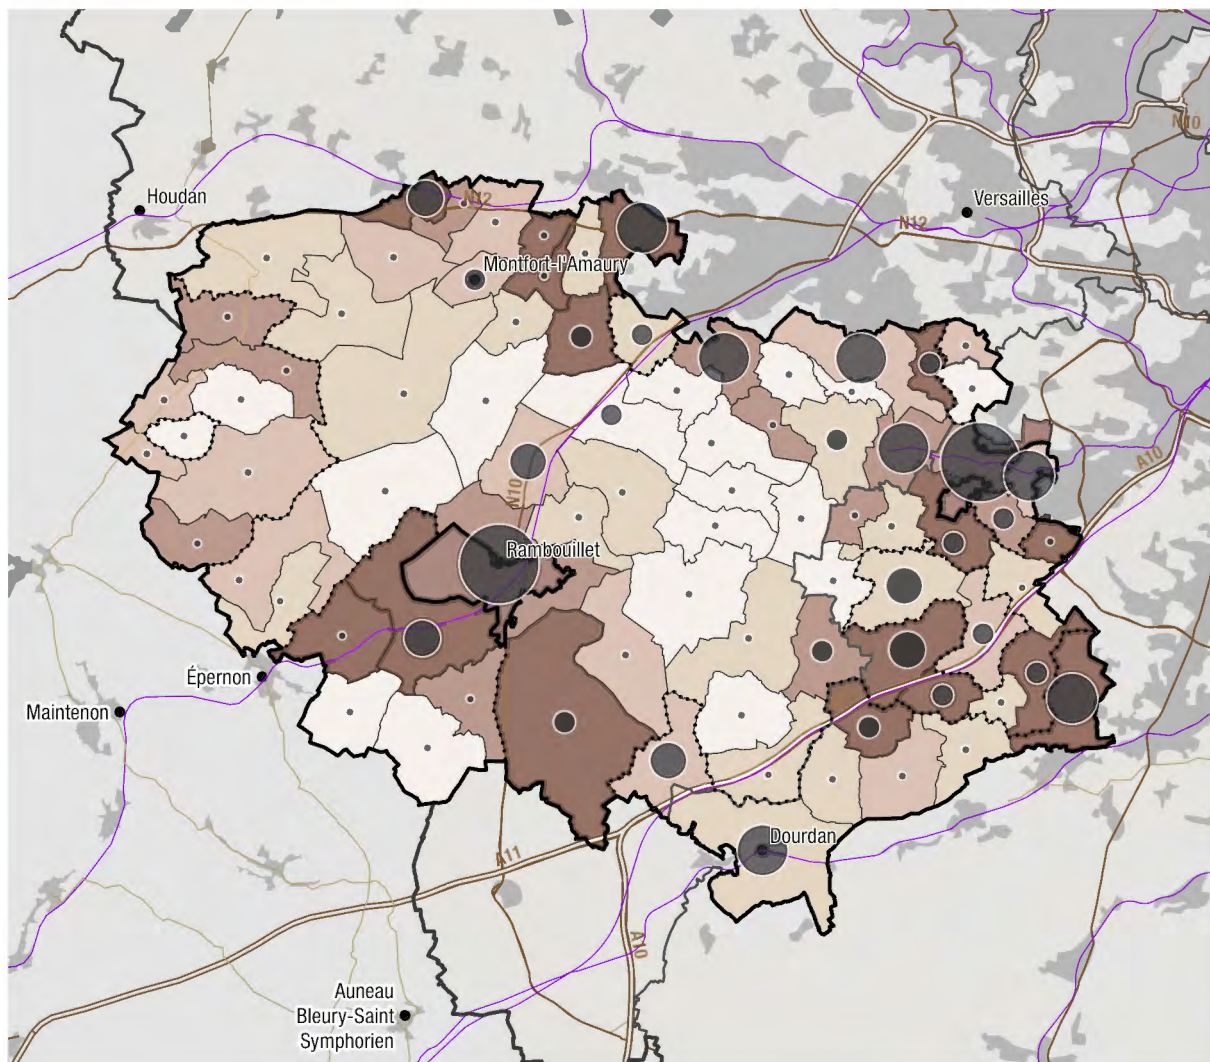 N10
Houdan
N12
Versailles
N12
Montfort-l'Amaury
A10
N10
Rambouillet
Épernon
Maintenon
Dourdan
A11
A10
Auneau
Bleury-Saint
Symphorien